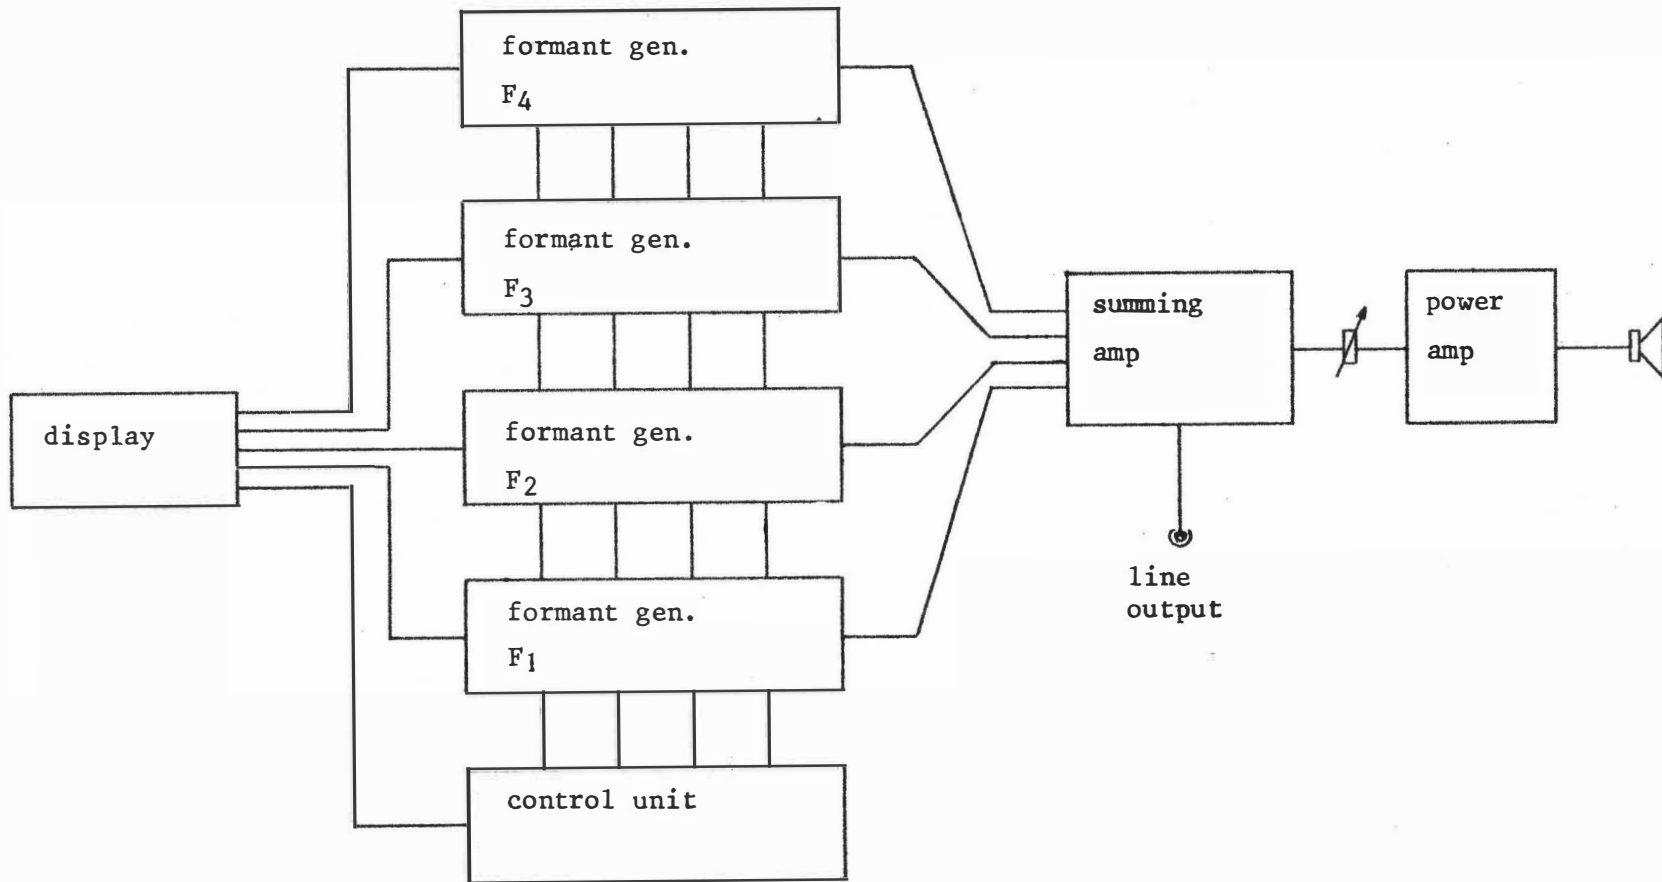 formant gen.
F4
formant gen.
F3
summing
amp
power
amp
display
formant gen.
F2
line
output
formant gen.
F1
control unit